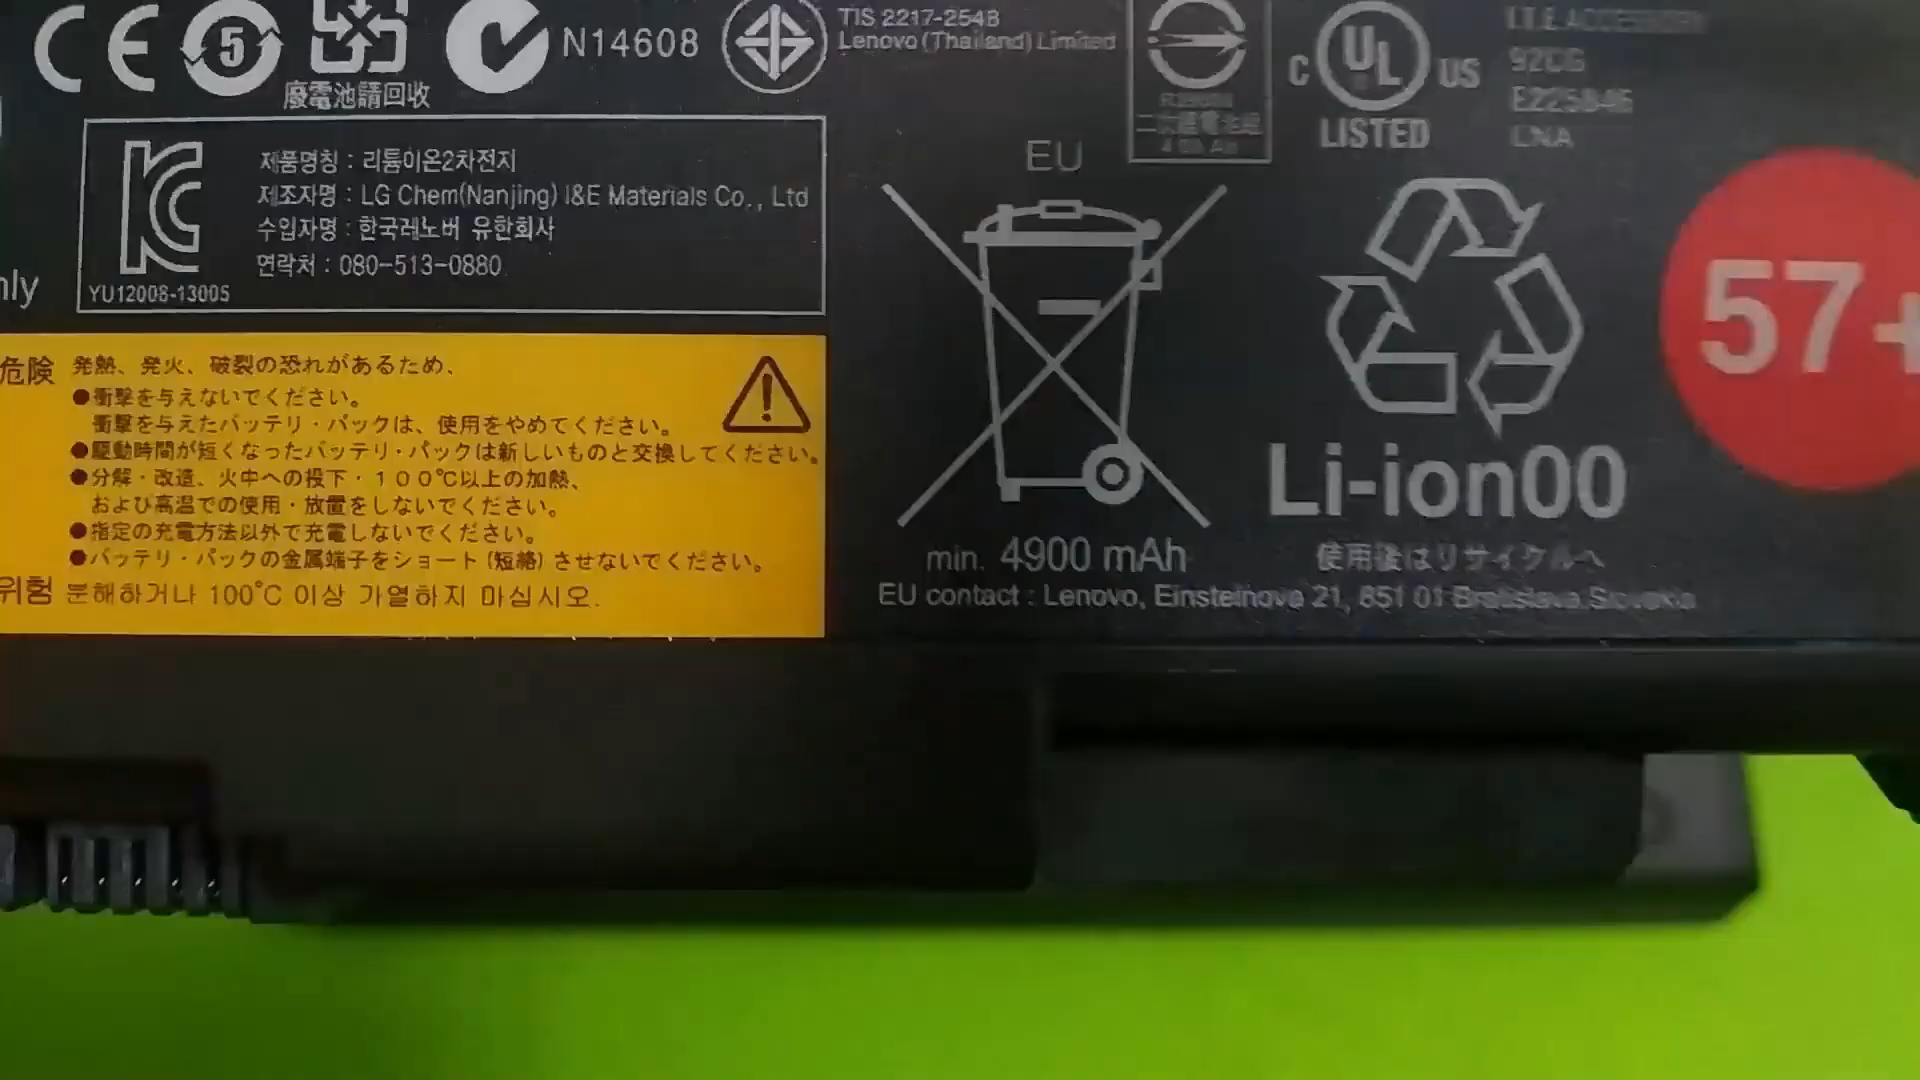 CE 5
廢電池請回收
N14608
TIS 2217-2548
Lenovo (Thailand) Limited
二次鋰電池組
C UL US
LISTED
I.T.E. ACCESSORY
92CG
E225846
LNA
KC
YU12008-13005
제품명칭 : 리튬이온2차전지
제조자명 : LG Chem(Nanjing) I&E Materials Co., Ltd
수입자명 : 한국레노버 유한회사
연락처 : 080-513-0880
nly
危険 発熱、発火、破裂の恐れがあるため、
●衝撃を与えないでください。
衝撃を与えたバッテリ・パックは、使用をやめてください。
●駆動時間が短くなったバッテリ・パックは新しいものと交換してください。
●分解・改造、火中への投下・100℃以上の加熱、
および高温での使用・放置をしないでください。
●指定の充電方法以外で充電しないでください。
●バッテリ・パックの金属端子をショート(短絡)させないでください。
위험 분해하거나 100℃ 이상 가열하지 마십시오.
EU
min. 4900 mAh
Li-ion00
使用後はリサイクルへ
EU contact : Lenovo, Einsteinova 21, 851 01 Bratislava, Slovakia
57+